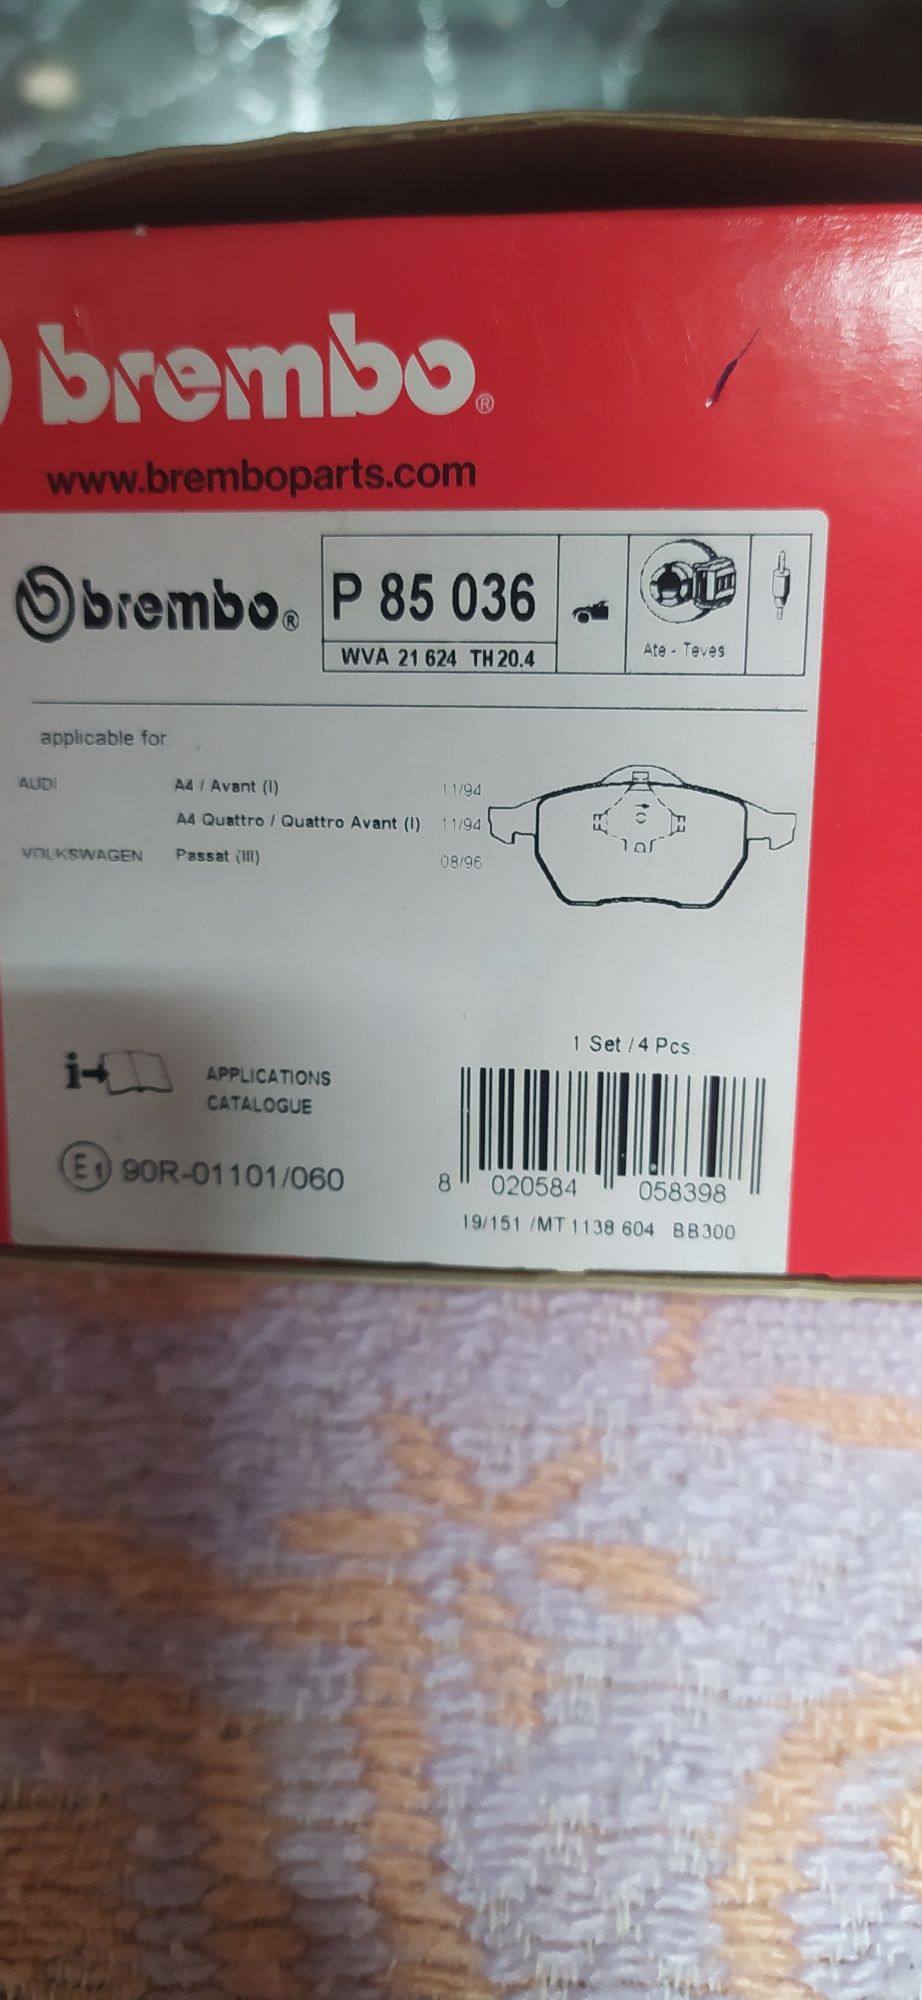 brembo®
www.bremboparts.com
brembo®
P 85 036
WVA 21 624 TH 20.4
Ate - Teves
applicable for:
AUDI A4 / Avant (I) 11/94
A4 Quattro / Quattro Avant (I) 11/94
VOLKSWAGEN Passat (III) 08/96
1 Set / 4 Pcs.
APPLICATIONS
CATALOGUE
E1 90R-01101/060
8 020584 058398
19/151 /MT 1138 604 BB300